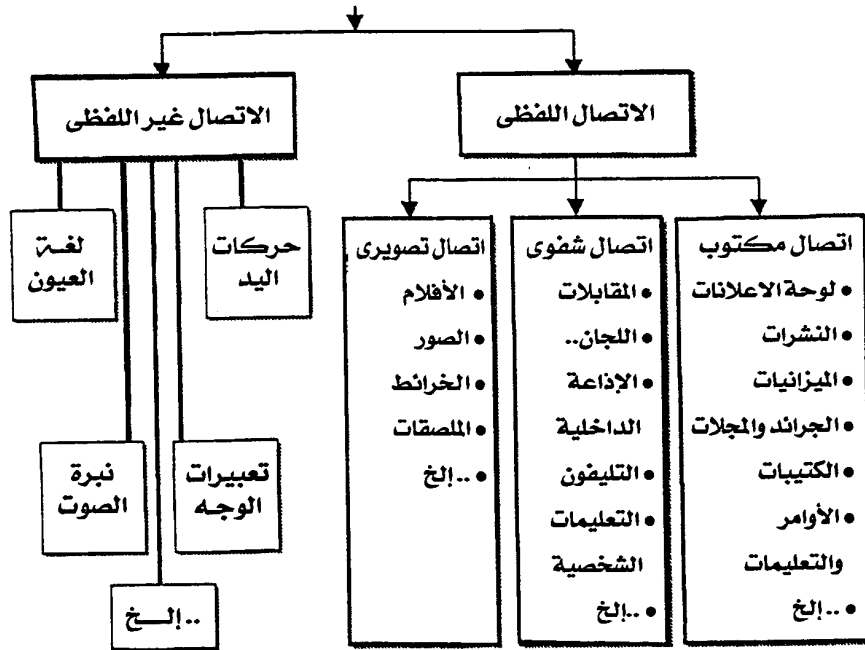 الاتصال اللفظى
الاتصال غير اللفظى
اتصال مكتوب
• لوحة الاعلانات
• النشرات
• الميزانيات
• الجرائد والمجلات
• الكتيبات
• الأوامر
والتعليمات
• ..إلخ
اتصال شفوى
• المقابلات
• اللجان..
• الإذاعة
الداخلية
• التليفون
• التعليمات
الشخصية
• ..إلخ
اتصال تصويرى
• الأفلام
• الصور
• الخرائط
• الملصقات
• ..إلخ
حركات
اليد
لغة
العيون
تعبيرات
الوجه
نبرة
الصوت
..إلـــخ